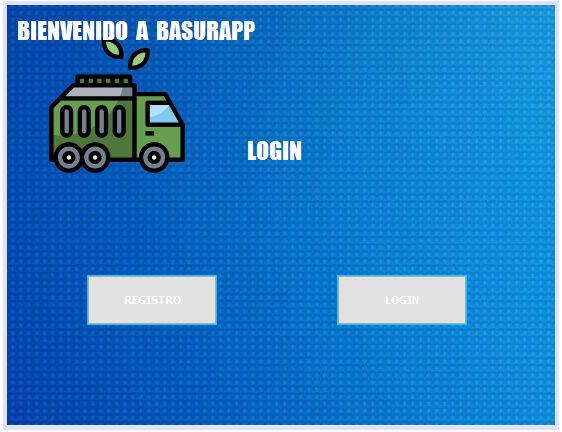 BIENVENIDO A BASURAPP
LOGIN
REGISTRO
LOGIN